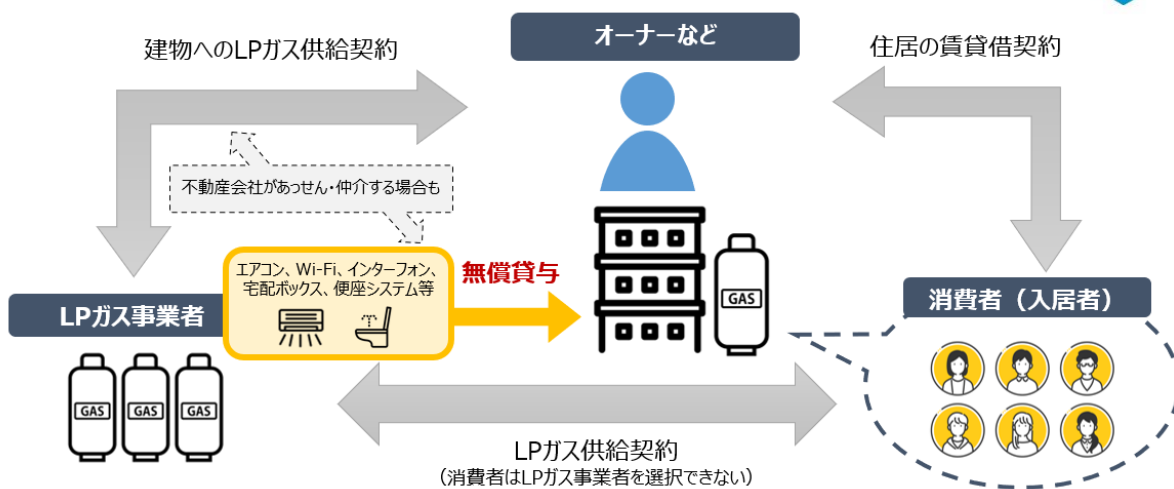 オーナーなど
建物へのLPガス供給契約
住居の賃貸借契約
不動産会社があっせん・仲介する場合も
エアコン、Wi-Fi、インターフォン、
宅配ボックス、便座システム等
無償貸与
LPガス事業者
GAS
消費者（入居者）
GAS
GAS
GAS
LPガス供給契約
（消費者はLPガス事業者を選択できない）